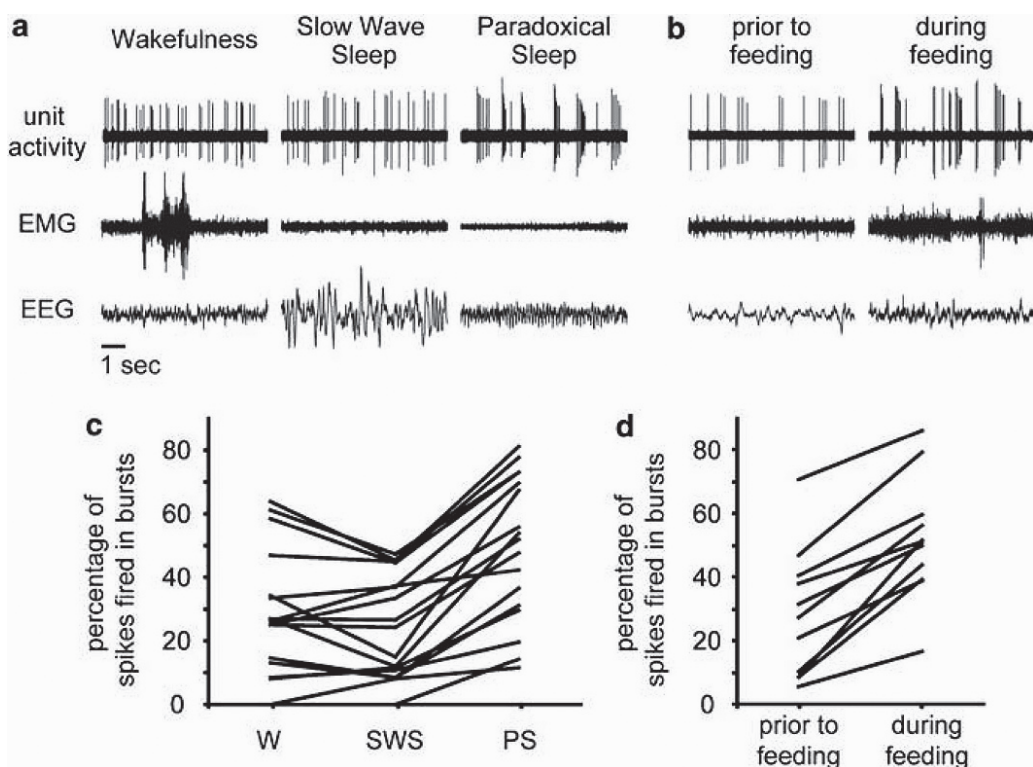 a
Wakefulness
Slow Wave
Sleep
Paradoxical
Sleep
b
prior to
feeding
during
feeding
unit
activity
EMG
EEG
1 sec
c
percentage of
spikes fired in bursts
80
60
40
20
0
W
SWS
PS
d
percentage of
spikes fired in bursts
80
60
40
20
0
prior to
feeding
during
feeding